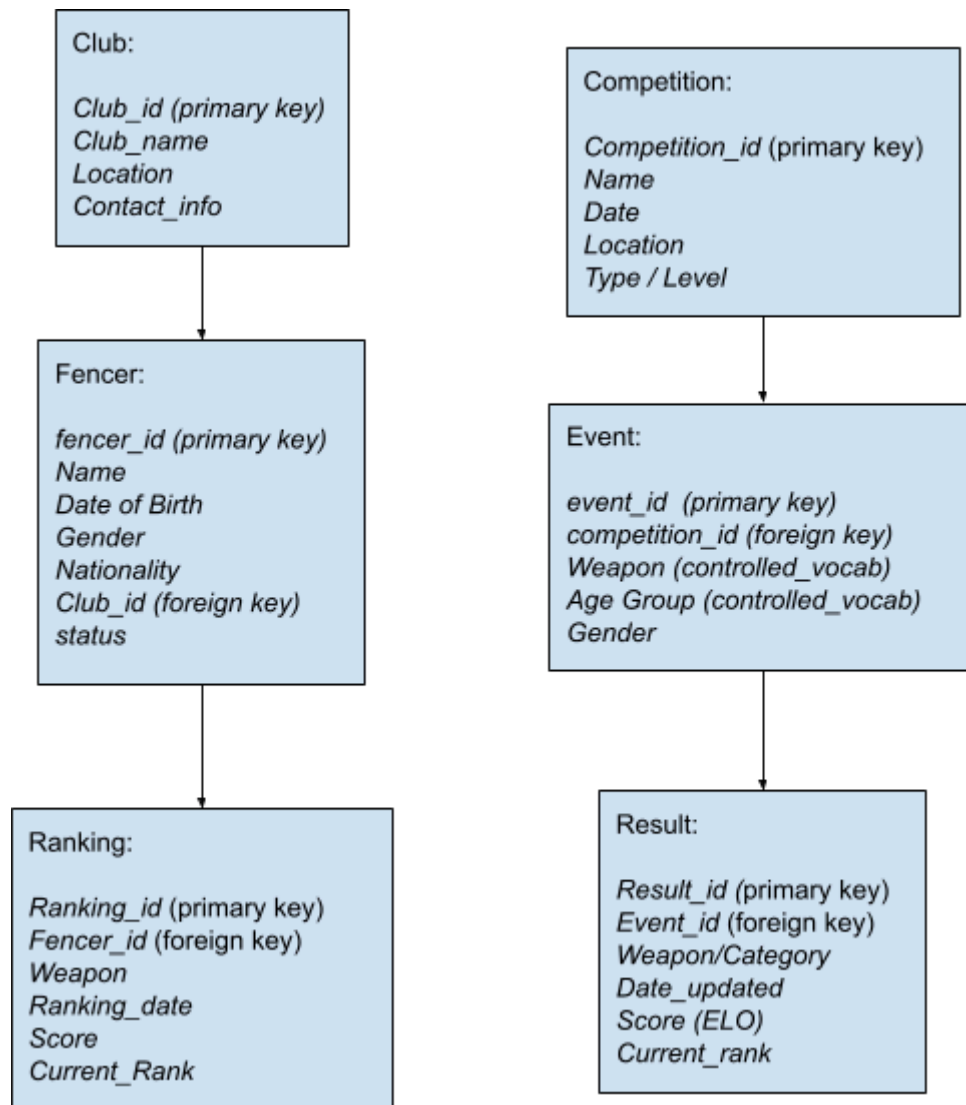 Club:
Club_id (primary key)
Club_name
Location
Contact_info
Fencer:
fencer_id (primary key)
Name
Date of Birth
Gender
Nationality
Club_id (foreign key)
status
Ranking:
Ranking_id (primary key)
Fencer_id (foreign key)
Weapon
Ranking_date
Score
Current_Rank
Competition:
Competition_id (primary key)
Name
Date
Location
Type / Level
Event:
event_id  (primary key)
competition_id (foreign key)
Weapon (controlled_vocab)
Age Group (controlled_vocab)
Gender
Result:
Result_id (primary key)
Event_id (foreign key)
Weapon/Category
Date_updated
Score (ELO)
Current_rank